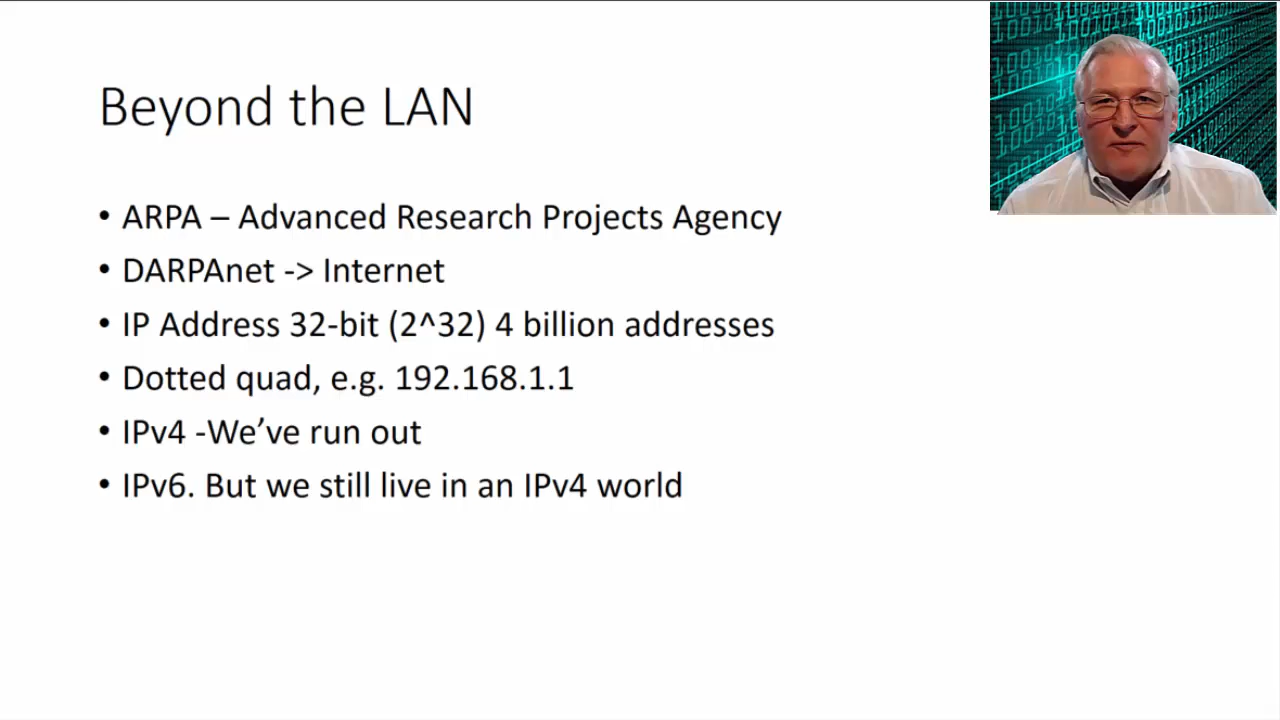 Beyond the LAN
• ARPA – Advanced Research Projects Agency
• DARPAnet -> Internet
• IP Address 32-bit (2^32) 4 billion addresses
• Dotted quad, e.g. 192.168.1.1
• IPv4 -We’ve run out
• IPv6. But we still live in an IPv4 world